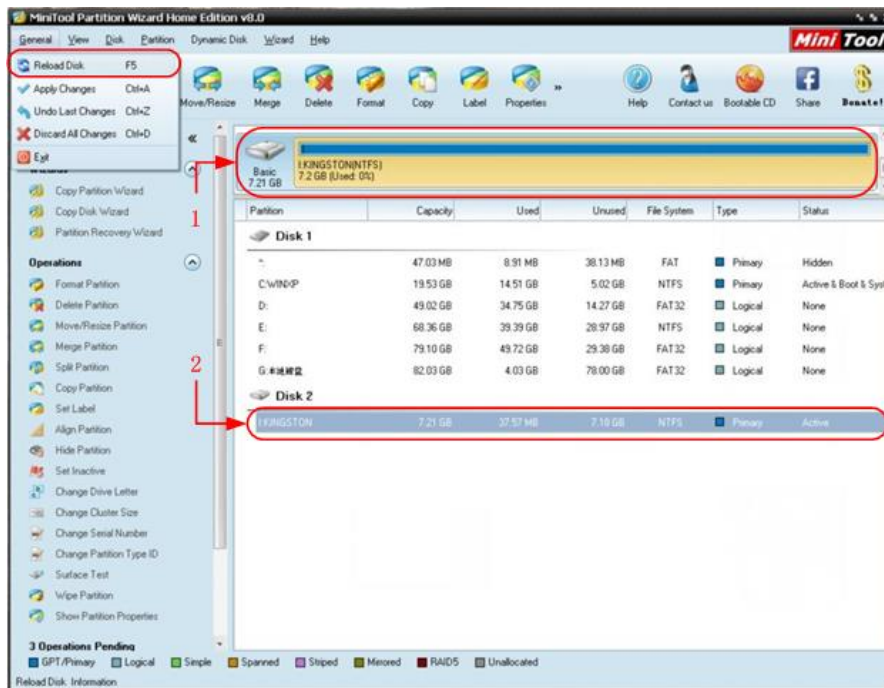 MiniTool Partition Wizard Home Edition v8.0
General View Disk Partition Dynamic Disk Wizard Help
Mini Tool
Reload Disk F5
Apply Changes Ctrl+A
Undo Last Changes Ctrl+Z
Discard All Changes Ctrl+D
Exit
Move/Resize Merge Delete Format Copy Label Properties » Help Contact us Bootable CD Share Donate!
«
1
Basic
7.21 GB
I:KINGSTON(NTFS)
7.2 GB (Used: 0%)
Copy Partition Wizard
Copy Disk Wizard
Partition Recovery Wizard
Operations
Format Partition
Delete Partition
Move/Resize Partition
Merge Partition
Split Partition
Copy Partition
Set Label
Align Partition
Hide Partition
Set Inactive
Change Drive Letter
Change Cluster Size
Change Serial Number
Change Partition Type ID
Surface Test
Wipe Partition
Show Partition Properties
3 Operations Pending
2
Partition Capacity Used Unused File System Type Status
Disk 1
*: 47.03 MB 8.91 MB 38.13 MB FAT Primary Hidden
C:WINXP 19.53 GB 14.51 GB 5.02 GB NTFS Primary Active & Boot & Sys
D: 49.02 GB 34.75 GB 14.27 GB FAT32 Logical None
E: 68.36 GB 39.39 GB 28.97 GB NTFS Logical None
F: 79.10 GB 49.72 GB 29.38 GB FAT32 Logical None
G:本地磁盘 82.03 GB 4.03 GB 78.00 GB FAT32 Logical None
Disk 2
I:KINGSTON 7.21 GB 37.57 MB 7.18 GB NTFS Primary Active
GPT/Primary Logical Simple Spanned Striped Mirrored RAID5 Unallocated
Reload Disk Information